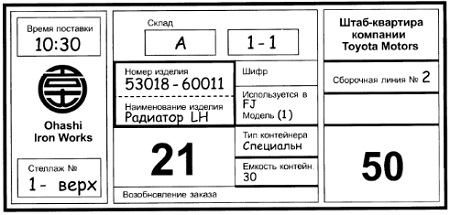 Время поставки
10:30
Ohashi
Iron Works
Стеллаж №
1- верх
Склад
A
1-1
Номер изделия
53018-60011
Наименование изделия
Радиатор LH
21
Возобновление заказа
Шифр
Используется в
FJ
Модель (1)
Тип контейнера
Специальн
Емкость контейн.
30
Штаб-квартира
компании
Toyota Motors
Сборочная линия № 2
50